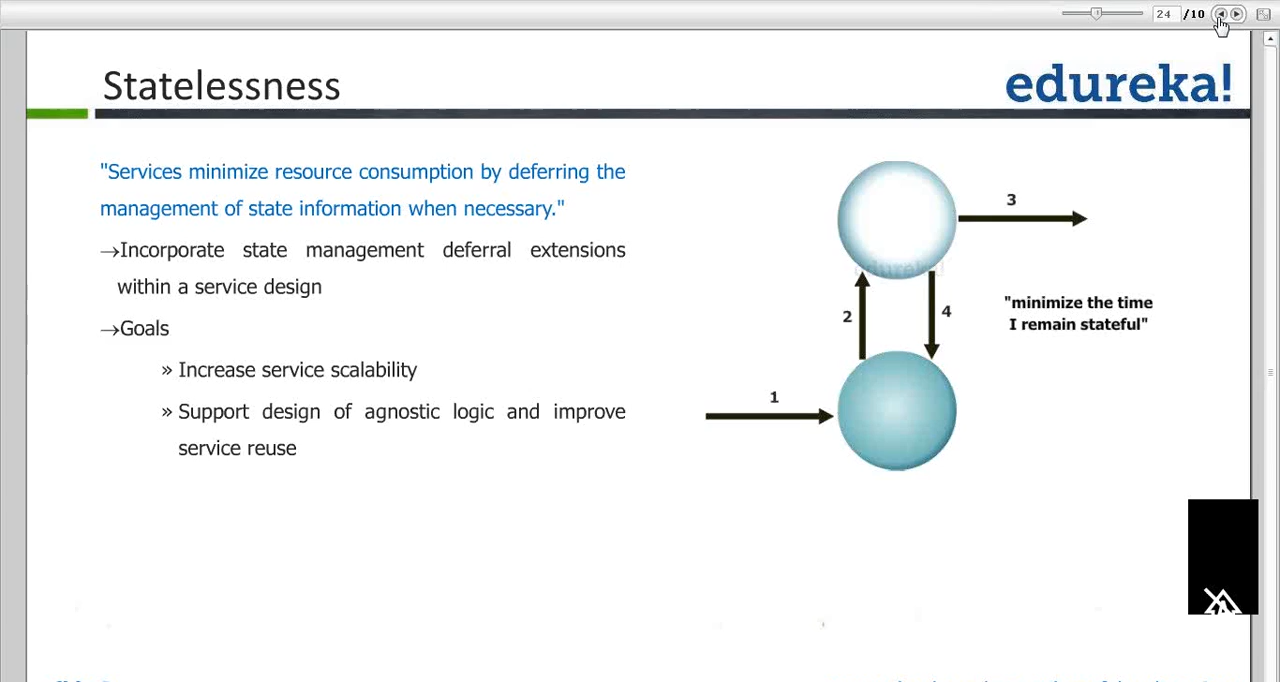 24 /10
Statelessness
edureka!
"Services minimize resource consumption by deferring the
management of state information when necessary."
→Incorporate state management deferral extensions
within a service design
→Goals
» Increase service scalability
» Support design of agnostic logic and improve
service reuse
3
edureka!
2
4
"minimize the time
I remain stateful"
1